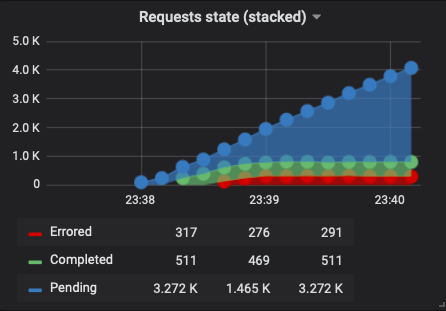 Requests state (stacked)
5.0 K
4.0 K
3.0 K
2.0 K
1.0 K
0
23:38 23:39 23:40
Errored 317 276 291
Completed 511 469 511
Pending 3.272 K 1.465 K 3.272 K